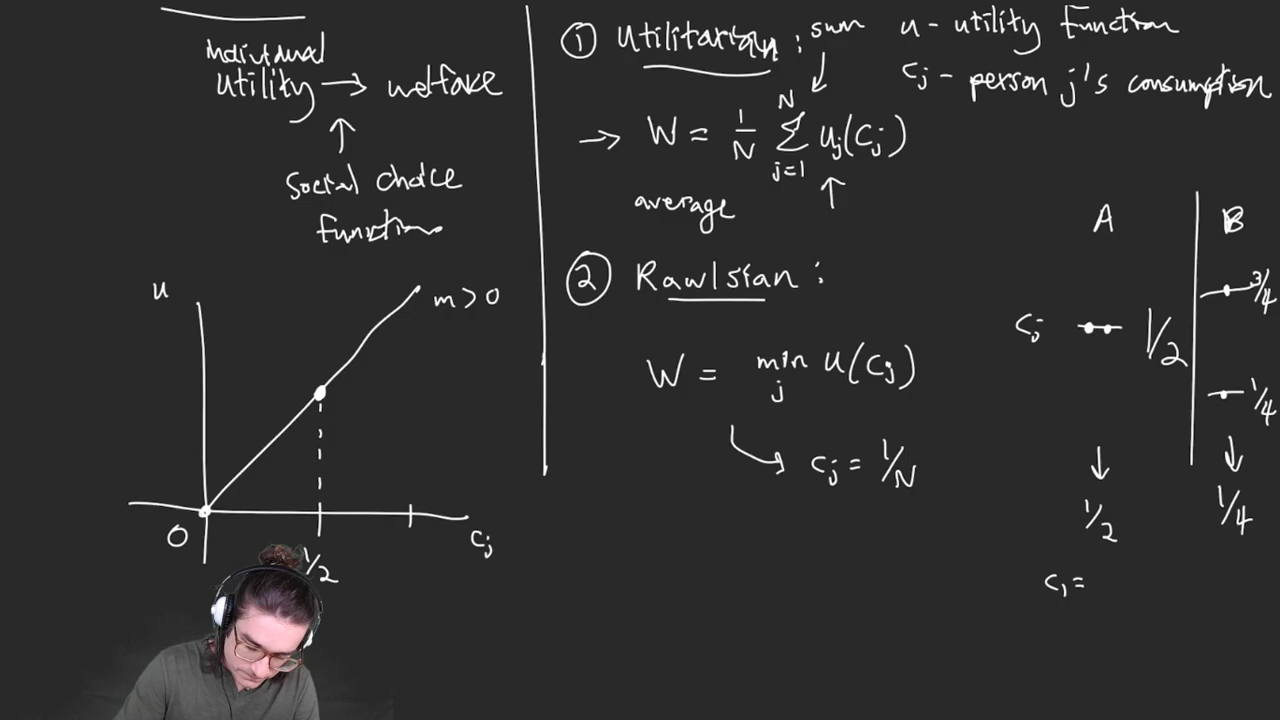 individual
utility → welfare
↑
social choice
function
u
m > 0
0
1/2
cj
① Utilitarian : sum
↓
→ W = 1/N Σ_{j=1}^{N} uj(cj)
↑
average
u - utility function
cj - person j's consumption
② Rawlsian :
W = min_j u(cj)
↳ cj = 1/N
A
B
3/4
cj
1/2
1/4
↓
↓
1/2
1/4
c1 =